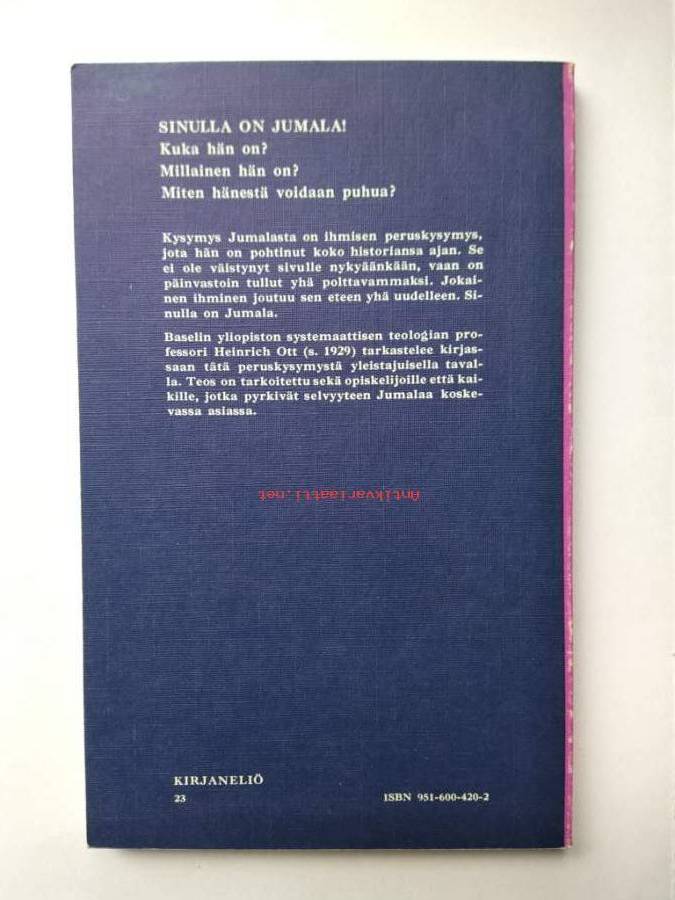 SINULLA ON JUMALA!
Kuka hän on?
Millainen hän on?
Miten hänestä voidaan puhua?
Kysymys Jumalasta on ihmisen peruskysymys,
jota hän on pohtinut koko historiansa ajan. Se
ei ole väistynyt sivulle nykyäänkään, vaan on
päinvastoin tullut yhä polttavammaksi. Jokai-
nen ihminen joutuu sen eteen yhä uudelleen. Si-
nulla on Jumala.
Baselin yliopiston systemaattisen teologian pro-
fessori Heinrich Ott (s. 1929) tarkastelee kirjas-
saan tätä peruskysymystä yleistajuisella taval-
la. Teos on tarkoitettu sekä opiskelijoille että kai-
kille, jotka pyrkivät selvyyteen Jumalaa koske-
vassa asiassa.
Antikvariaatti.net
KIRJANELIÖ
23 ISBN 951-600-420-2